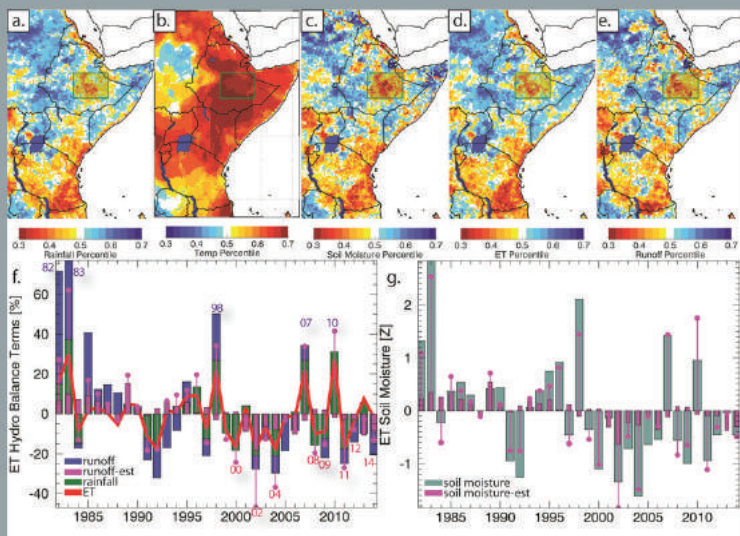 a.
b.
c.
d.
e.
0.3 0.4 0.5 0.6 0.7
Rainfall Percentile
0.3 0.4 0.5 0.6 0.7
Temp Percentile
0.3 0.4 0.5 0.6 0.7
Soil Moisture Percentile
0.3 0.4 0.5 0.6 0.7
ET Percentile
0.3 0.4 0.5 0.6 0.7
Runoff Percentile
f.
ET Hydro Balance Terms [%]
60
40
20
0
-20
-40
82
83
98
07
10
00
02
04
08
09
11
12
14
runoff
runoff-est
rainfall
ET
1985 1990 1995 2000 2005 2010
g.
ET Soil Moisture [Z]
2
1
0
-1
soil moisture
soil moisture-est
1985 1990 1995 2000 2005 2010